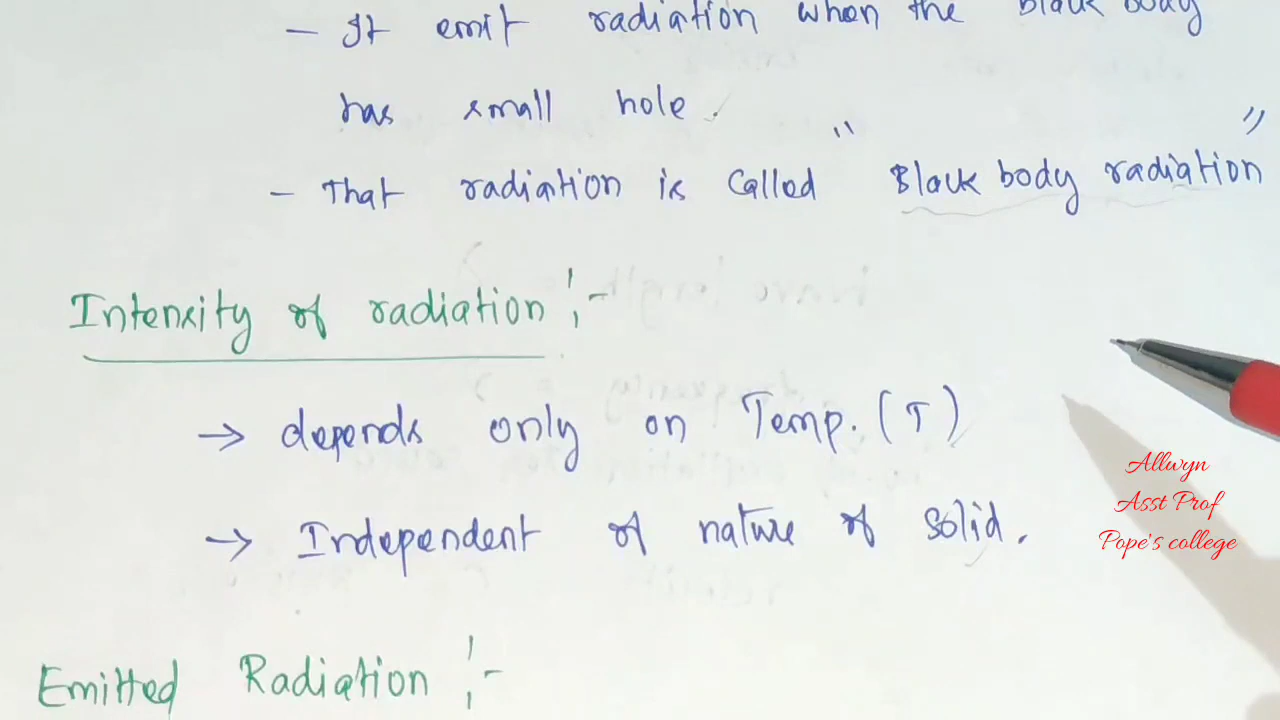 - It emit radiation when the black body
has small hole.
- That radiation is called "Black body radiation"
Intensity of radiation :-
→ depends only on Temp. (T)
→ Independent of nature of solid.
Allwyn
Asst Prof
Pope's college
Emitted Radiation :-